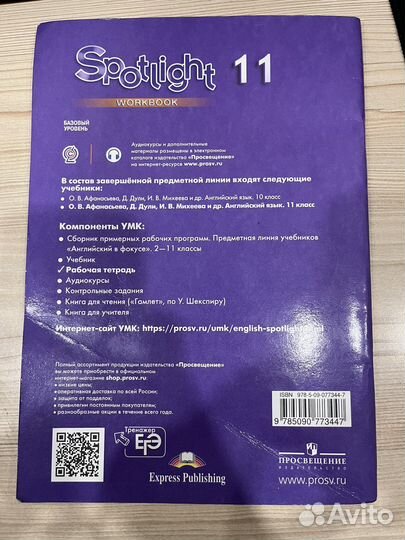 Spotlight 11
WORKBOOK
БАЗОВЫЙ
УРОВЕНЬ
Аудиокурсы и дополнительные
материалы размещены в электронном
каталоге издательства «Просвещение»
на интернет-ресурсе www.prosv.ru
В состав завершённой предметной линии входят следующие
учебники:
• О. В. Афанасьева, Д. Дули, И. В. Михеева и др. Английский язык. 10 класс
• О. В. Афанасьева, Д. Дули, И. В. Михеева и др. Английский язык. 11 класс
Компоненты УМК:
• Сборник примерных рабочих программ. Предметная линия учебников
«Английский в фокусе». 2—11 классы
• Учебник
✓ Рабочая тетрадь
• Аудиокурсы
• Контрольные задания
• Книга для чтения («Гамлет», по У. Шекспиру)
• Книга для учителя
Интернет-сайт УМК: https://prosv.ru/umk/english-spotlight.html
Полный ассортимент продукции издательства «Просвещение»
вы можете приобрести в официальном
интернет-магазине shop.prosv.ru:
• низкие цены;
• оперативная доставка по всей России;
• защита от подделок;
• привилегии постоянным покупателям;
• разнообразные акции в течение всего года.
ISBN 978-5-09-077344-7
9 785090 773447
Тренажер
ЕГЭ
Express Publishing
ПРОСВЕЩЕНИЕ
ИЗДАТЕЛЬСТВО
www.prosv.ru
Avito